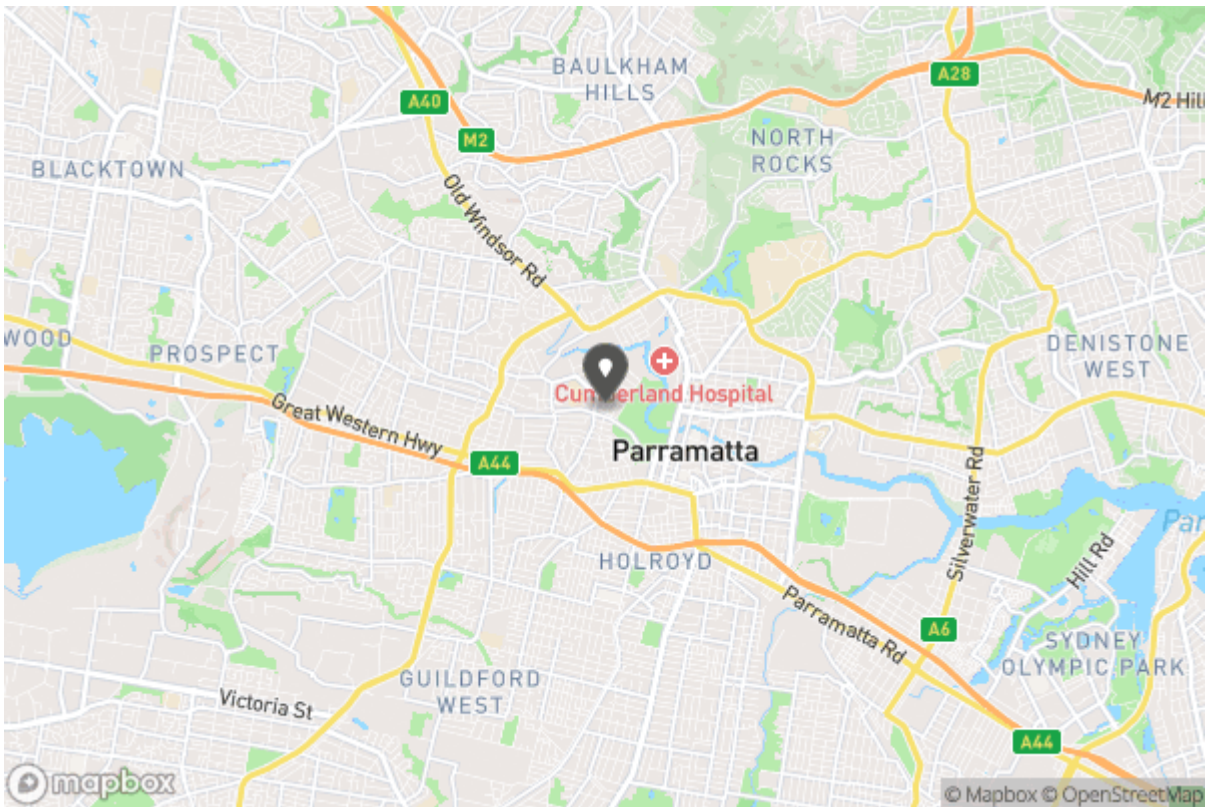 BAULKHAM
HILLS
A28
M2 Hill
A40
M2
NORTH
ROCKS
BLACKTOWN
Old Windsor Rd
WOOD
PROSPECT
DENISTONE
WEST
Cumberland Hospital
Great Western Hwy
Parramatta
A44
Silverwater Rd
Par
HOLROYD
Hill Rd
Parramatta Rd
A6
SYDNEY
OLYMPIC PARK
GUILDFORD
WEST
Victoria St
A44
mapbox
© Mapbox © OpenStreetMap